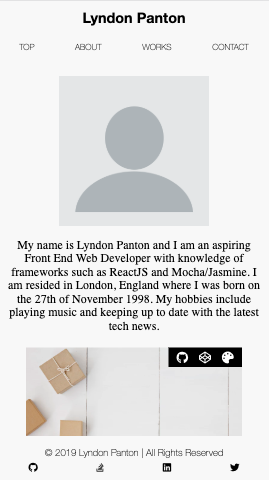 Lyndon Panton
TOP ABOUT WORKS CONTACT
My name is Lyndon Panton and I am an aspiring
Front End Web Developer with knowledge of
frameworks such as ReactJS and Mocha/Jasmine. I
am resided in London, England where I was born on
the 27th of November 1998. My hobbies include
playing music and keeping up to date with the latest
tech news.
© 2019 Lyndon Panton | All Rights Reserved